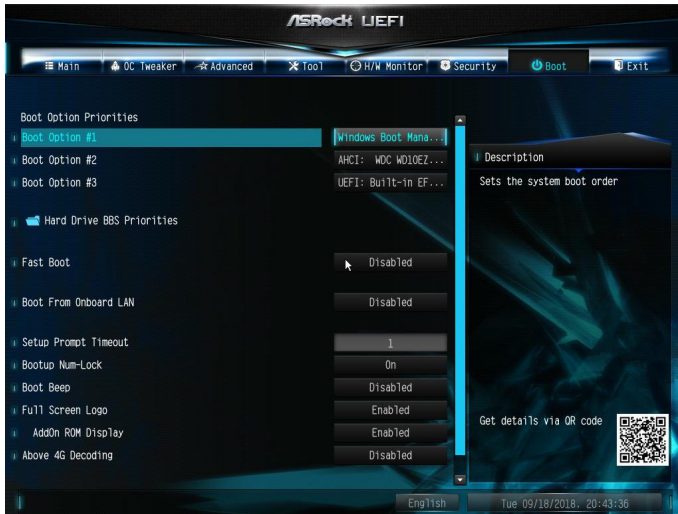 ASRock UEFI
Main OC Tweaker Advanced Tool H/W Monitor Security Boot Exit
Boot Option Priorities
Boot Option #1 Windows Boot Mana...
Boot Option #2 AHCI: WDC WD10EZ...
Boot Option #3 UEFI: Built-in EF...
Hard Drive BBS Priorities
Fast Boot Disabled
Boot From Onboard LAN Disabled
Setup Prompt Timeout 1
Bootup Num-Lock On
Boot Beep Disabled
Full Screen Logo Enabled
AddOn ROM Display Enabled
Above 4G Decoding Disabled
Description
Sets the system boot order
Get details via QR code
English Tue 09/18/2018. 20:43:36